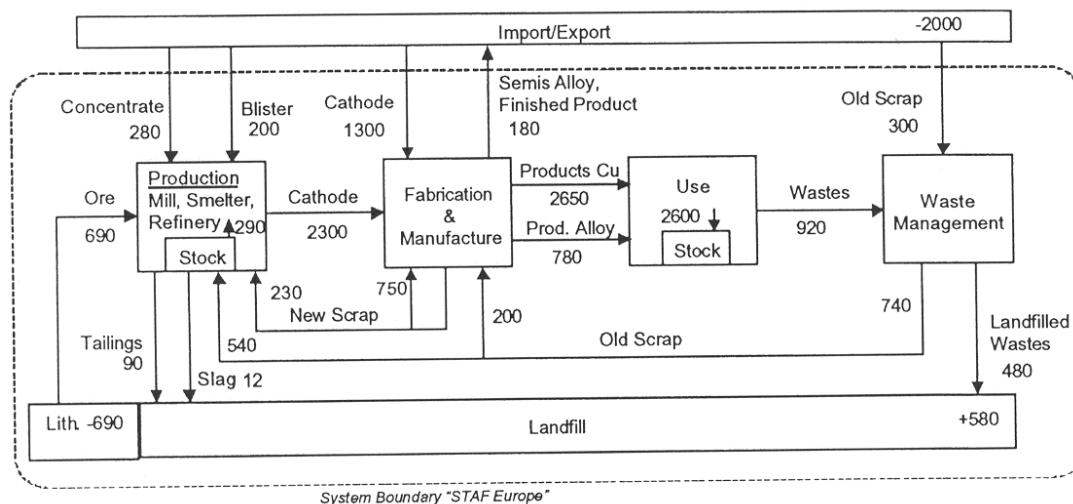 -2000
Import/Export
Concentrate
280
Blister
200
Cathode
1300
Semis Alloy,
Finished Product
180
Old Scrap
300
Ore
690
Production
Mill, Smelter,
Refinery
290
Stock
Cathode
2300
Fabrication
&
Manufacture
Products Cu
2650
Prod. Alloy
780
Use
2600
Stock
Wastes
920
Waste
Management
230
New Scrap
750
200
740
540
Old Scrap
Tailings
90
Slag 12
Landfilled
Wastes
480
Lith. -690
Landfill
+580
System Boundary "STAF Europe"